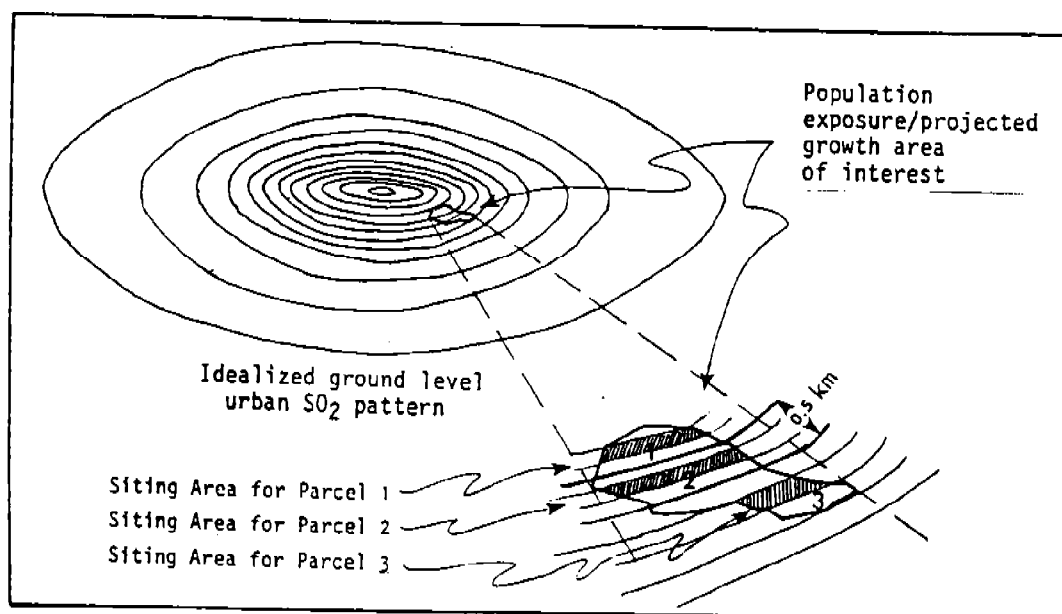 Population
exposure/projected
growth area
of interest
Idealized ground level
urban SO2 pattern
0.5 km
1
2
3
Siting Area for Parcel 1
Siting Area for Parcel 2
Siting Area for Parcel 3